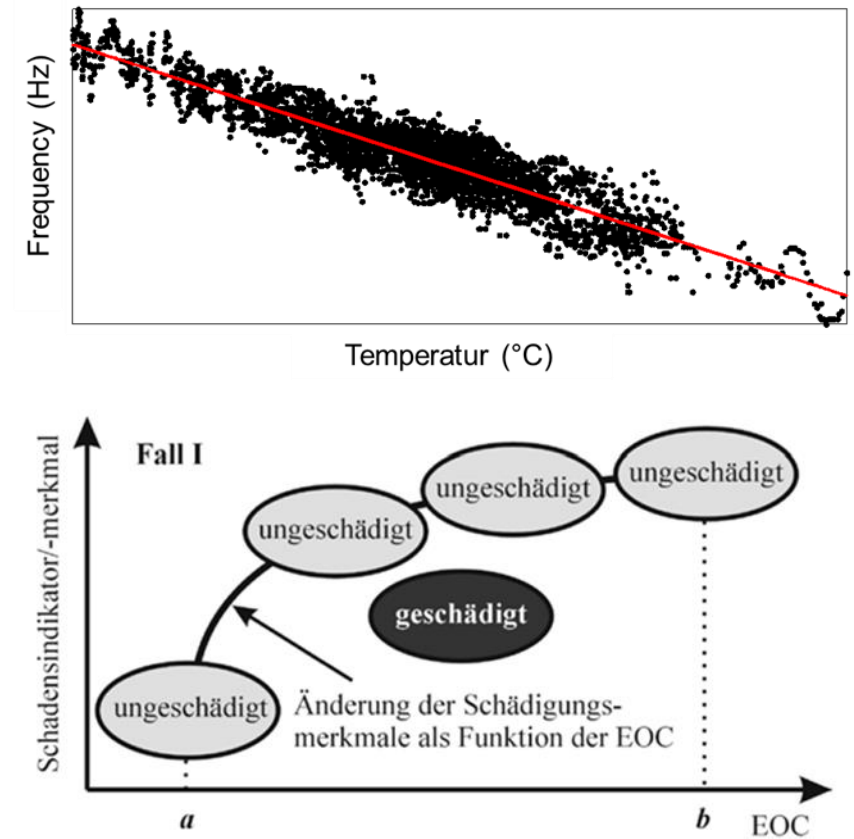 Frequency (Hz)
Temperatur (°C)
Schadensindikator/-merkmal
Fall I
ungeschädigt
ungeschädigt
ungeschädigt
ungeschädigt
geschädigt
Änderung der Schädigungs-
merkmale als Funktion der EOC
a
b
EOC